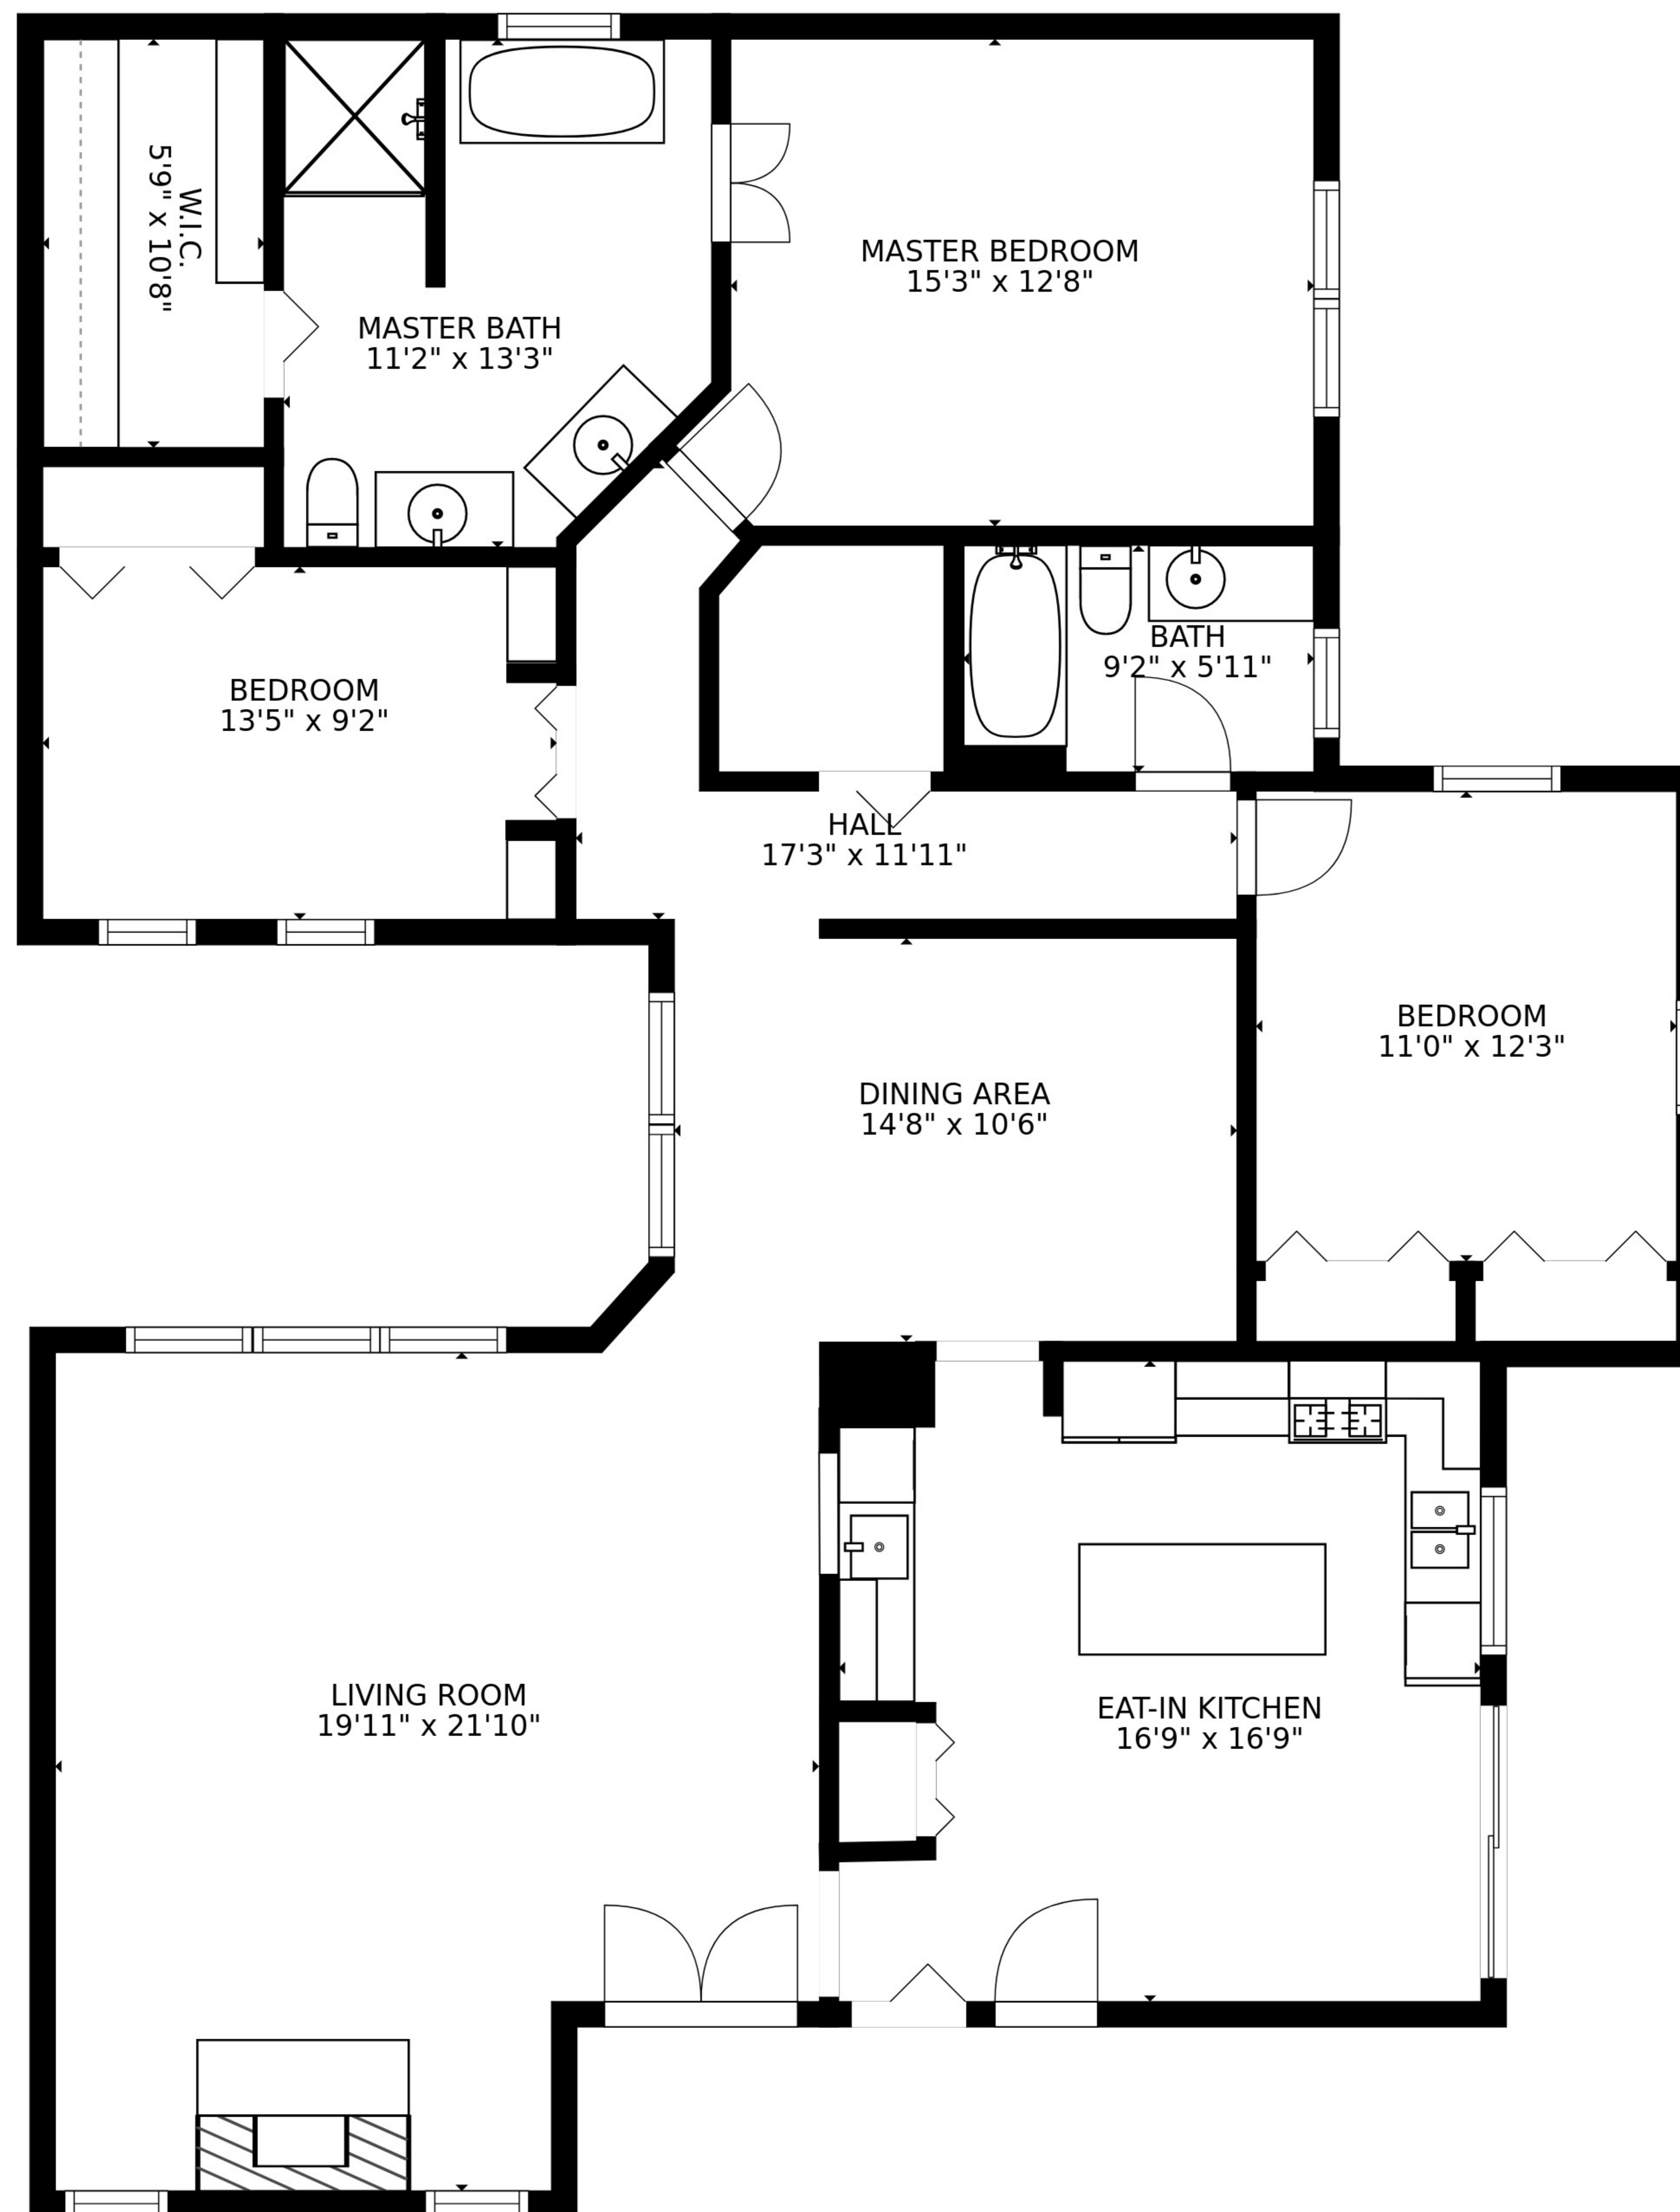 W.I.C.
5'9" x 10'8"
MASTER BATH
11'2" x 13'3"
MASTER BEDROOM
15'3" x 12'8"
BEDROOM
13'5" x 9'2"
BATH
9'2" x 5'11"
HALL
17'3" x 11'11"
BEDROOM
11'0" x 12'3"
DINING AREA
14'8" x 10'6"
LIVING ROOM
19'11" x 21'10"
EAT-IN KITCHEN
16'9" x 16'9"